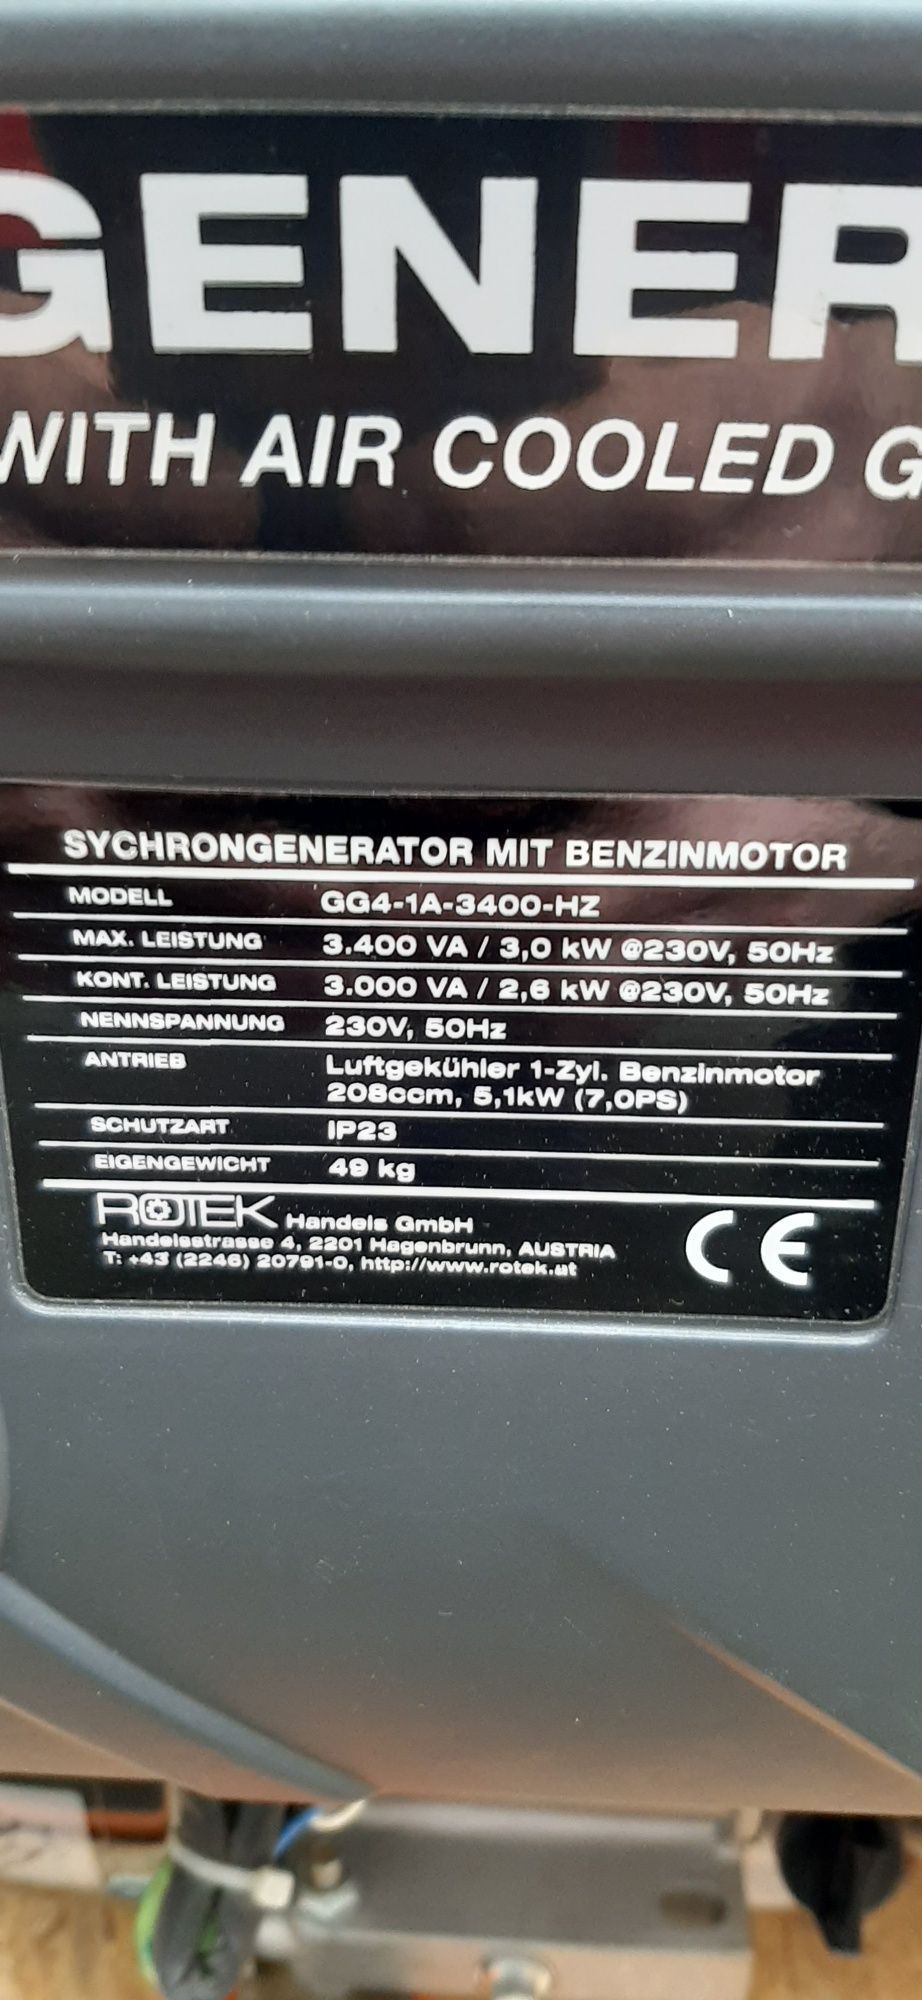 GENER
WITH AIR COOLED G
SYCHRONGENERATOR MIT BENZINMOTOR
MODELL GG4-1A-3400-HZ
MAX. LEISTUNG 3.400 VA / 3,0 kW @230V, 50Hz
KONT. LEISTUNG 3.000 VA / 2,6 kW @230V, 50Hz
NENNSPANNUNG 230V, 50Hz
ANTRIEB Luftgekühler 1-Zyl. Benzinmotor
208ccm, 5,1kW (7,0PS)
SCHUTZART IP23
EIGENGEWICHT 49 kg
ROTEK Handels GmbH
Handelsstrasse 4, 2201 Hagenbrunn, AUSTRIA
T: +43 (2246) 20791-0, http://www.rotek.at
CE